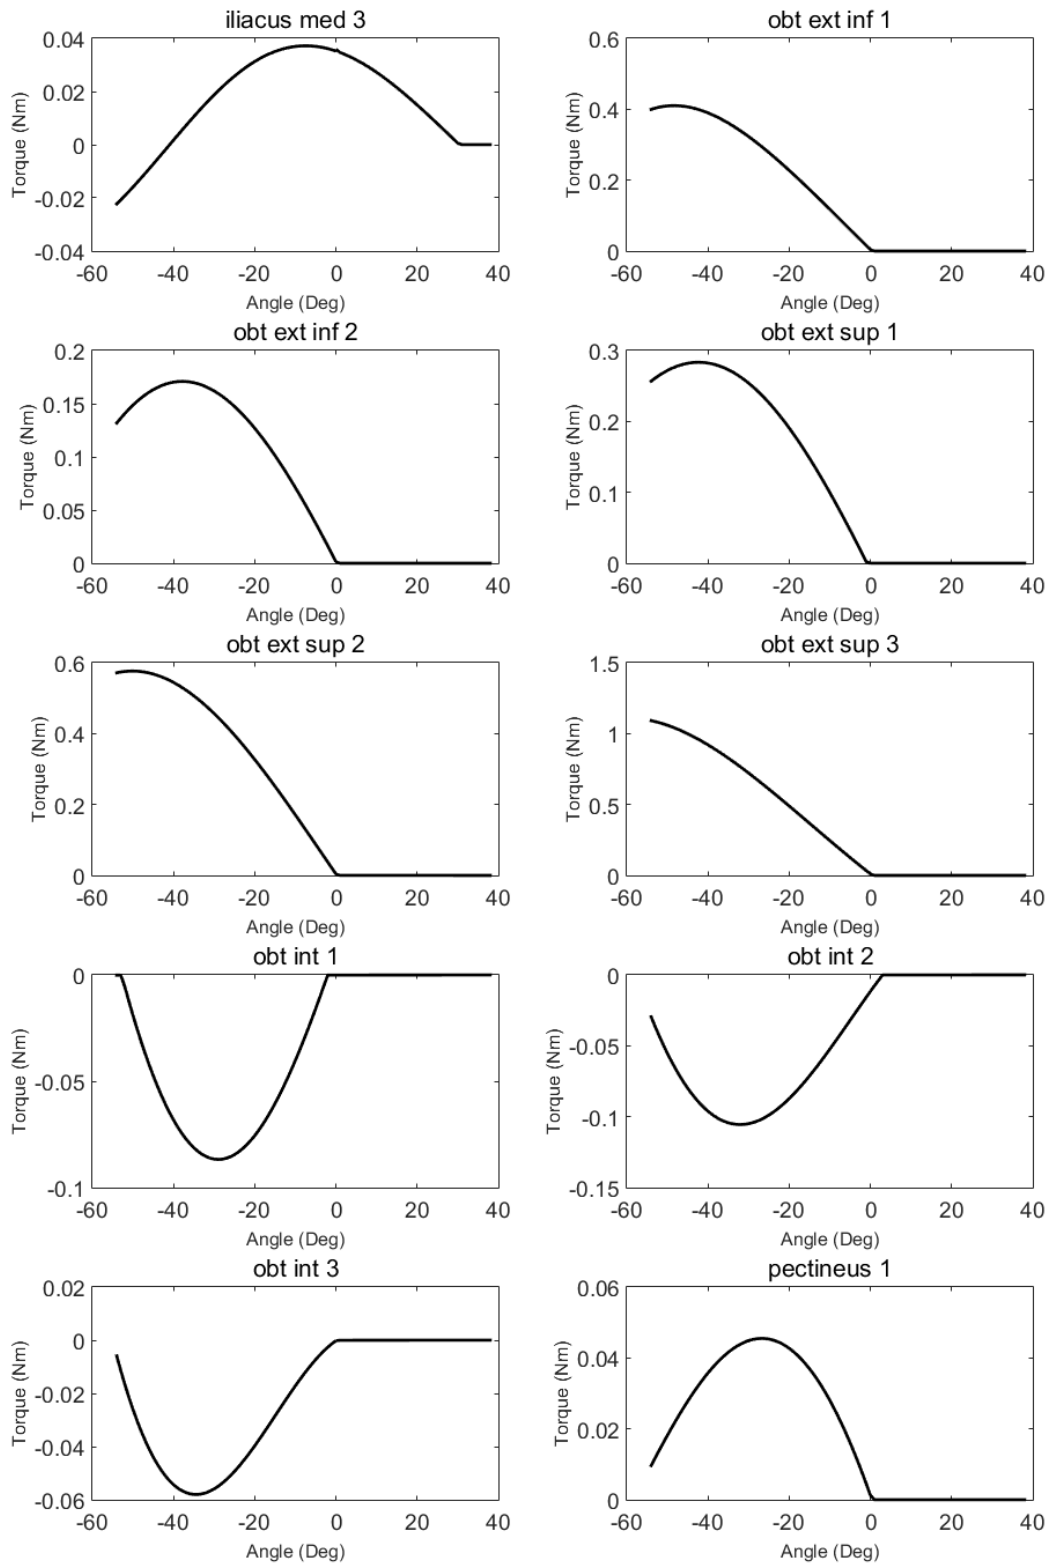 iliacus med 3
0.04
0.02
0
-0.02
-0.04
Torque (Nm)
-60 -40 -20 0 20 40
Angle (Deg)
obt ext inf 1
0.6
0.4
0.2
0
Torque (Nm)
-60 -40 -20 0 20 40
Angle (Deg)
obt ext inf 2
0.2
0.15
0.1
0.05
0
Torque (Nm)
-60 -40 -20 0 20 40
Angle (Deg)
obt ext sup 1
0.3
0.2
0.1
0
Torque (Nm)
-60 -40 -20 0 20 40
Angle (Deg)
obt ext sup 2
0.6
0.4
0.2
0
Torque (Nm)
-60 -40 -20 0 20 40
Angle (Deg)
obt ext sup 3
1.5
1
0.5
0
Torque (Nm)
-60 -40 -20 0 20 40
Angle (Deg)
obt int 1
0
-0.05
-0.1
Torque (Nm)
-60 -40 -20 0 20 40
Angle (Deg)
obt int 2
0
-0.05
-0.1
-0.15
Torque (Nm)
-60 -40 -20 0 20 40
Angle (Deg)
obt int 3
0.02
0
-0.02
-0.04
-0.06
Torque (Nm)
-60 -40 -20 0 20 40
Angle (Deg)
pectineus 1
0.06
0.04
0.02
0
Torque (Nm)
-60 -40 -20 0 20 40
Angle (Deg)